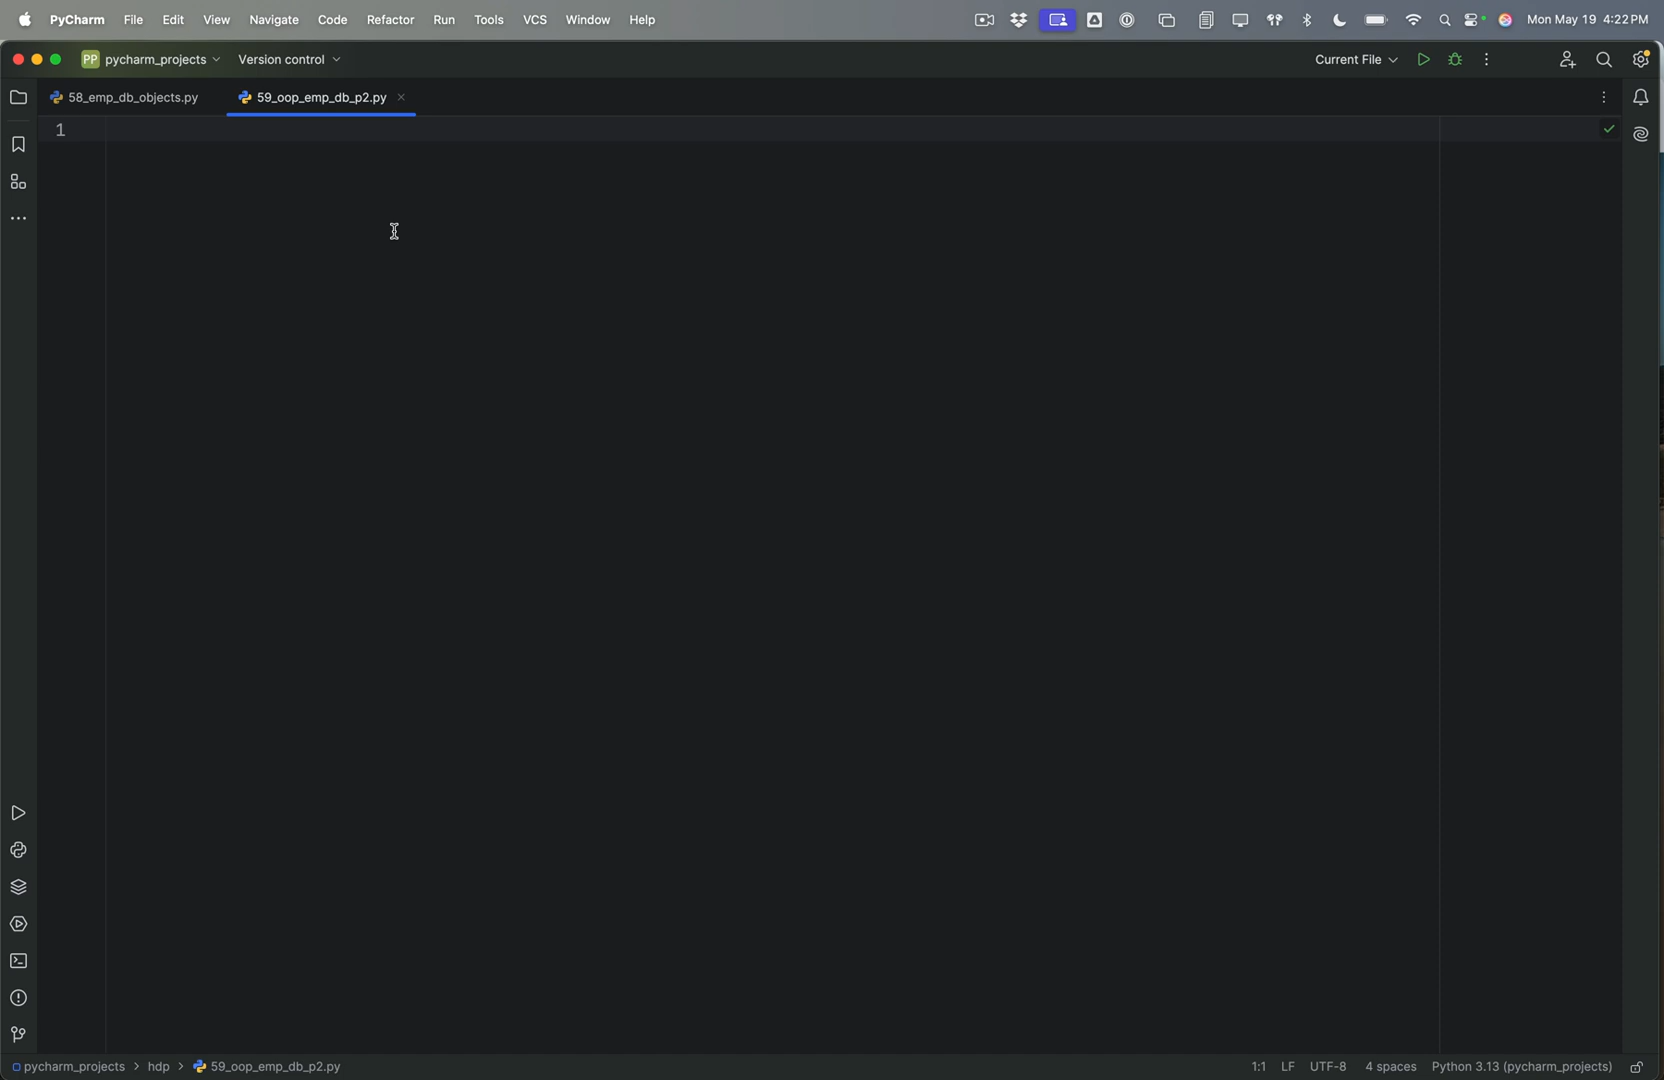 PyCharm File Edit View Navigate Code Refactor Run Tools VCS Window Help Mon May 19 4:22 PM
PP pycharm_projects Version control Current File
58_emp_db_objects.py 59_oop_emp_db_p2.py
1
pycharm_projects > hdp > 59_oop_emp_db_p2.py 1:1 LF UTF-8 4 spaces Python 3.13 (pycharm_projects)